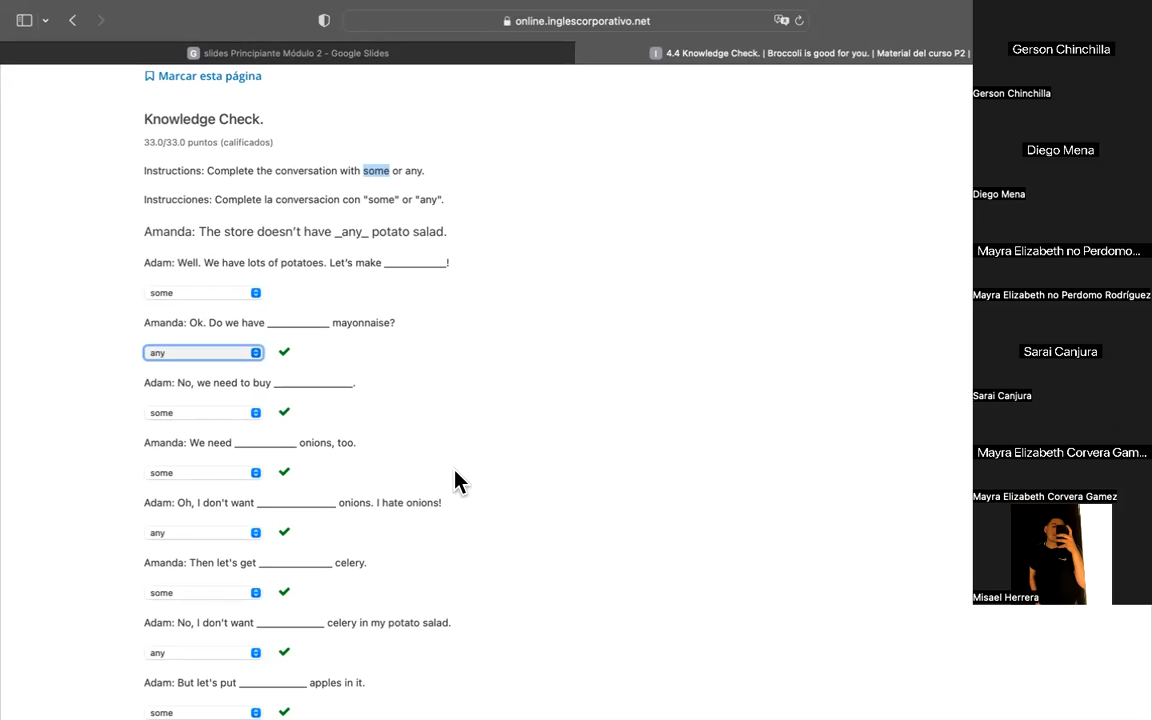 online.inglescorporativo.net
G slides Principiante Módulo 2 - Google Slides
I 4.4 Knowledge Check. | Broccoli is good for you. | Material del curso P2 |
Marcar esta página
Knowledge Check.
33.0/33.0 puntos (calificados)
Instructions: Complete the conversation with some or any.
Instrucciones: Complete la conversacion con "some" or "any".
Amanda: The store doesn't have _any_ potato salad.
Adam: Well. We have lots of potatoes. Let's make ___________!
some
Amanda: Ok. Do we have ___________ mayonnaise?
any
Adam: No, we need to buy ______________.
some
Amanda: We need ___________ onions, too.
some
Adam: Oh, I don't want ______________ onions. I hate onions!
any
Amanda: Then let's get _____________ celery.
some
Adam: No, I don't want ____________ celery in my potato salad.
any
Adam: But let's put ____________ apples in it.
some
Gerson Chinchilla
Gerson Chinchilla
Diego Mena
Diego Mena
Mayra Elizabeth no Perdomo...
Mayra Elizabeth no Perdomo Rodríguez
Sarai Canjura
Sarai Canjura
Mayra Elizabeth Corvera Gam...
Mayra Elizabeth Corvera Gamez
Misael Herrera